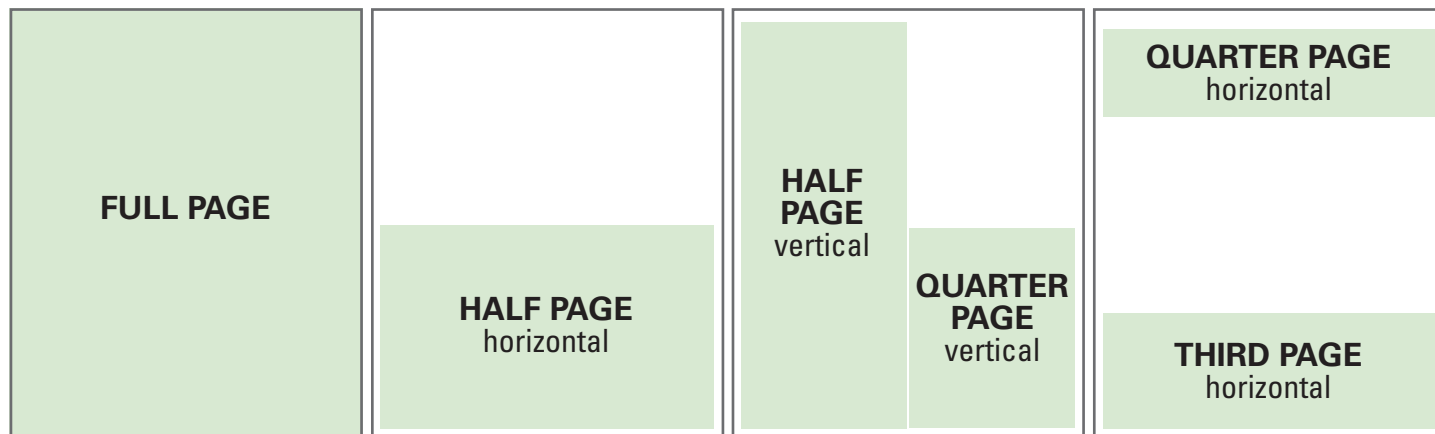 FULL PAGE
HALF PAGE
horizontal
HALF
PAGE
vertical
QUARTER
PAGE
vertical
QUARTER PAGE
horizontal
THIRD PAGE
horizontal